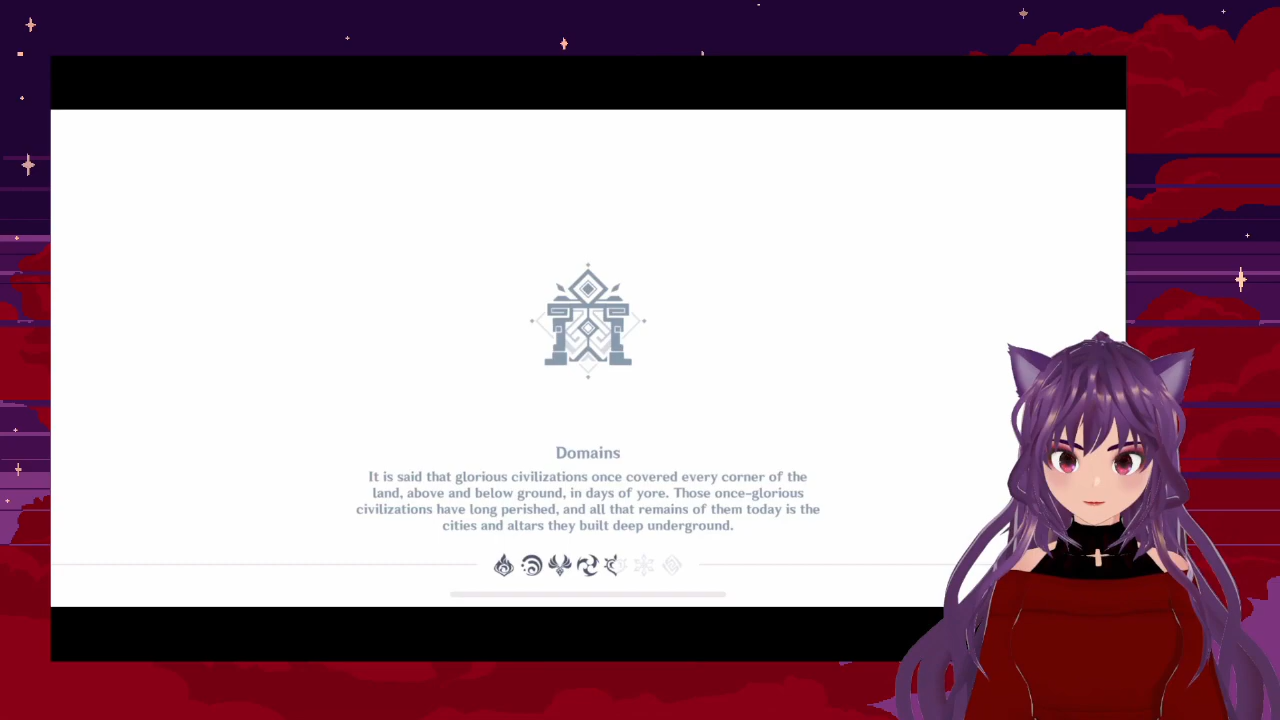 Domains
It is said that glorious civilizations once covered every corner of the
land, above and below ground, in days of yore. Those once-glorious
civilizations have long perished, and all that remains of them today is the
cities and altars they built deep underground.